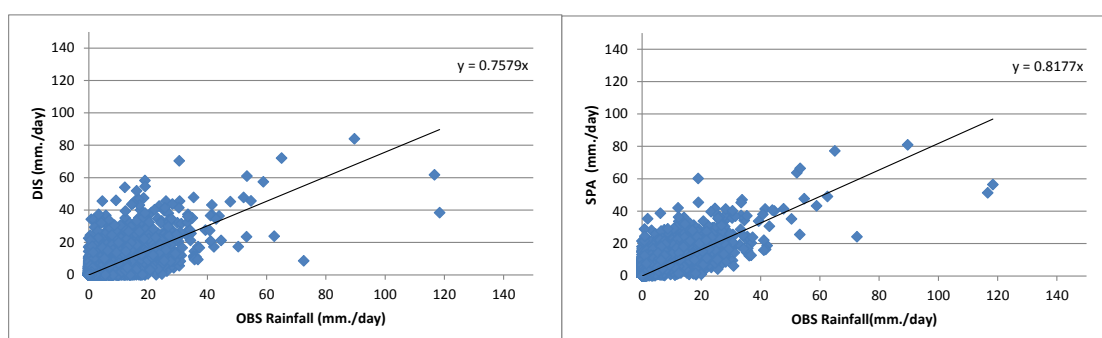 140
120
100
80
60
40
20
0
DIS (mm./day)
y = 0.7579x
0 20 40 60 80 100 120 140
OBS Rainfall (mm./day)
140
120
100
80
60
40
20
0
SPA (mm./day)
y = 0.8177x
0 20 40 60 80 100 120 140
OBS Rainfall(mm./day)